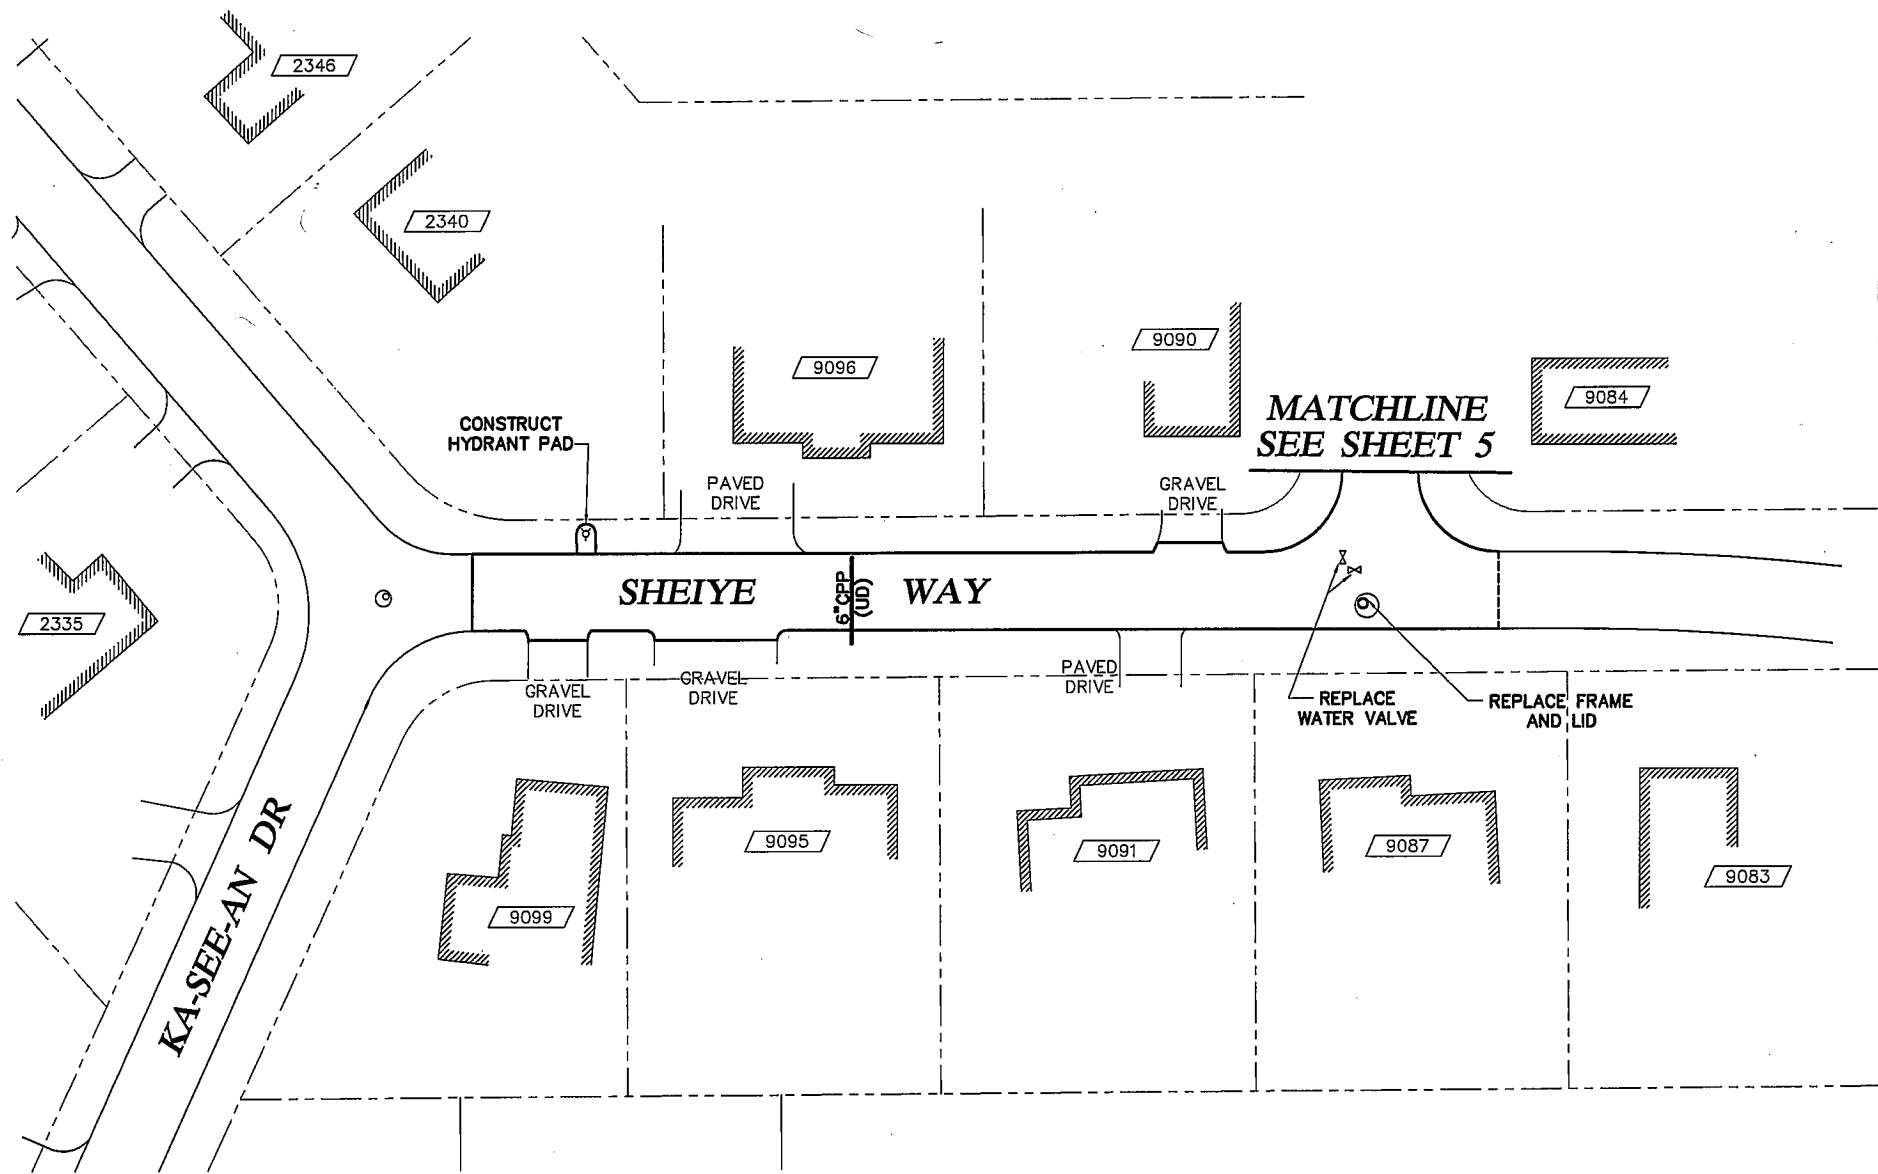 2346
2340
9096
9090
9084
MATCHLINE
SEE SHEET 5
CONSTRUCT
HYDRANT PAD
PAVED
DRIVE
GRAVEL
DRIVE
SHEIYE WAY
6"CPP
(UD)
2335
GRAVEL
DRIVE
GRAVEL
DRIVE
PAVED
DRIVE
REPLACE
WATER VALVE
REPLACE FRAME
AND LID
9099
9095
9091
9087
9083
KA-SEE-AN DR